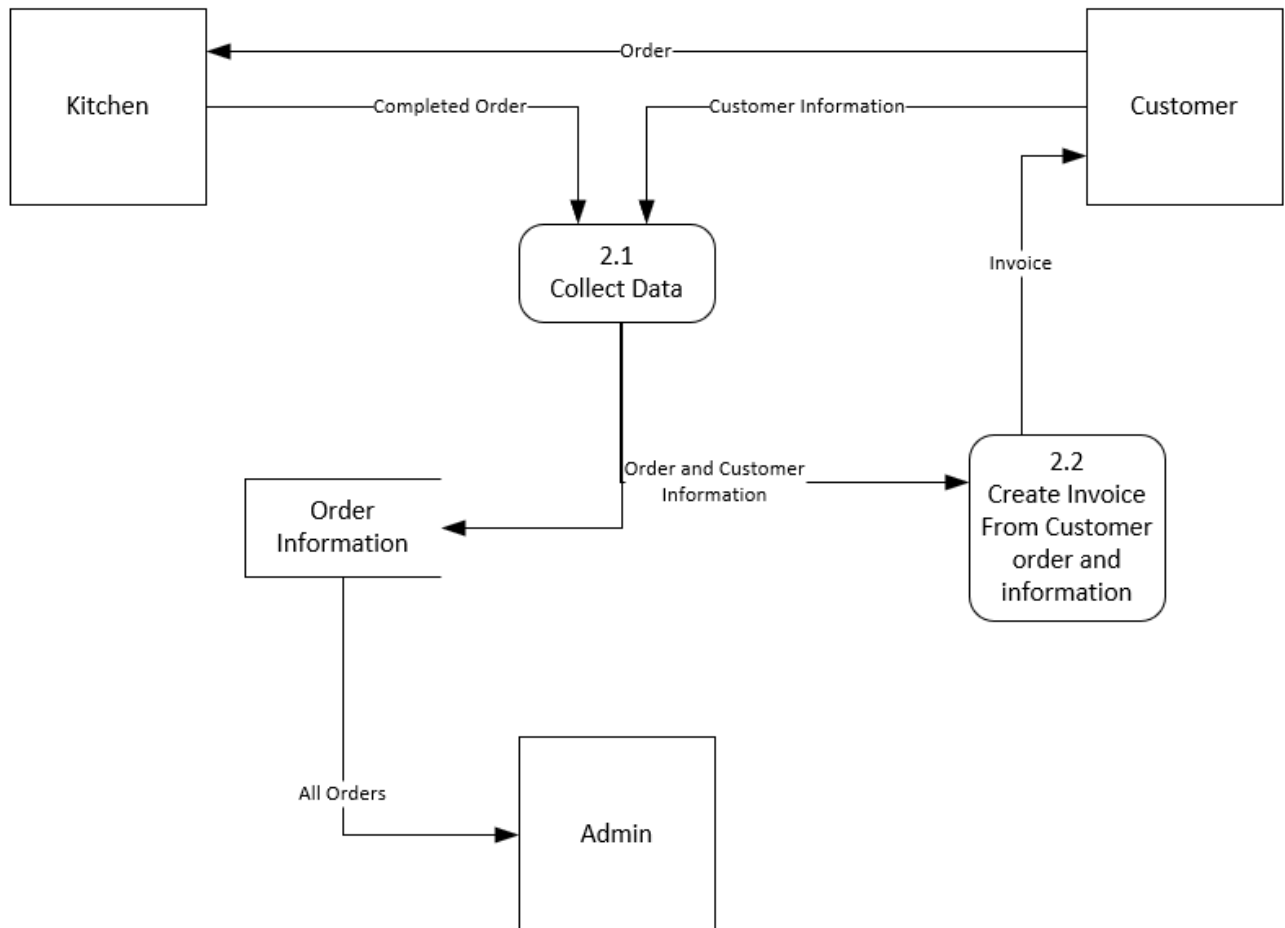 Order
Kitchen
Completed Order
Customer Information
Customer
2.1
Collect Data
Invoice
Order and Customer
Information
2.2
Create Invoice
From Customer
order and
information
Order
Information
All Orders
Admin